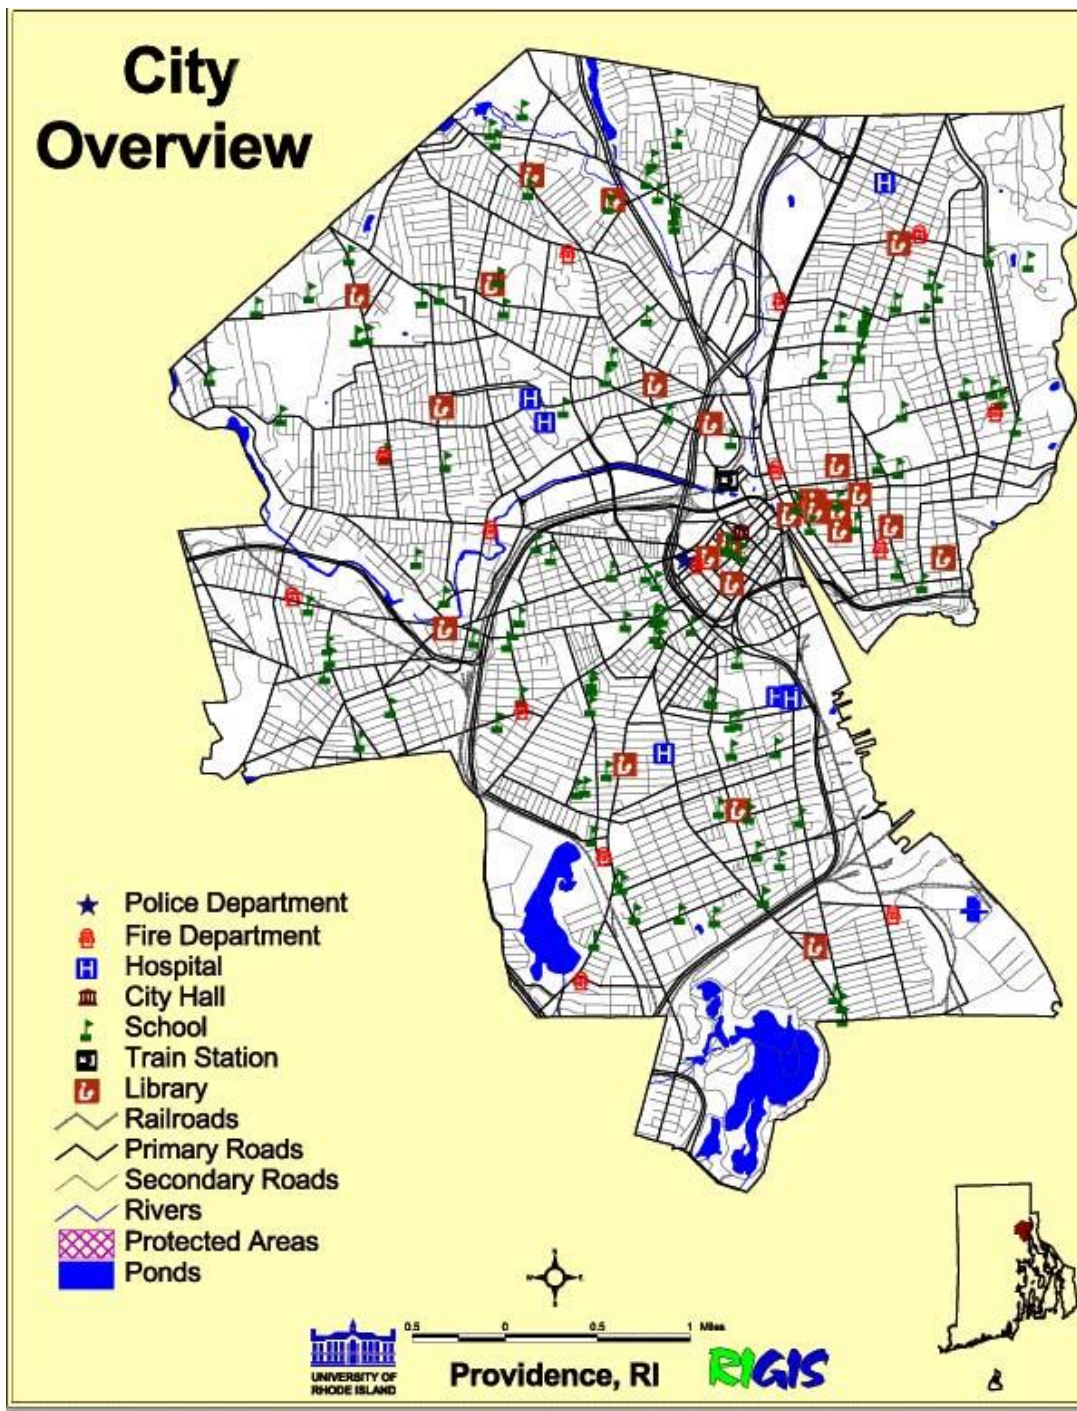 City
Overview
Police Department
Fire Department
H Hospital
City Hall
School
Train Station
Library
Railroads
Primary Roads
Secondary Roads
Rivers
Protected Areas
Ponds
N
W E
S
0.5 0 0.5 1 Miles
UNIVERSITY OF
RHODE ISLAND
Providence, RI
RIGIS